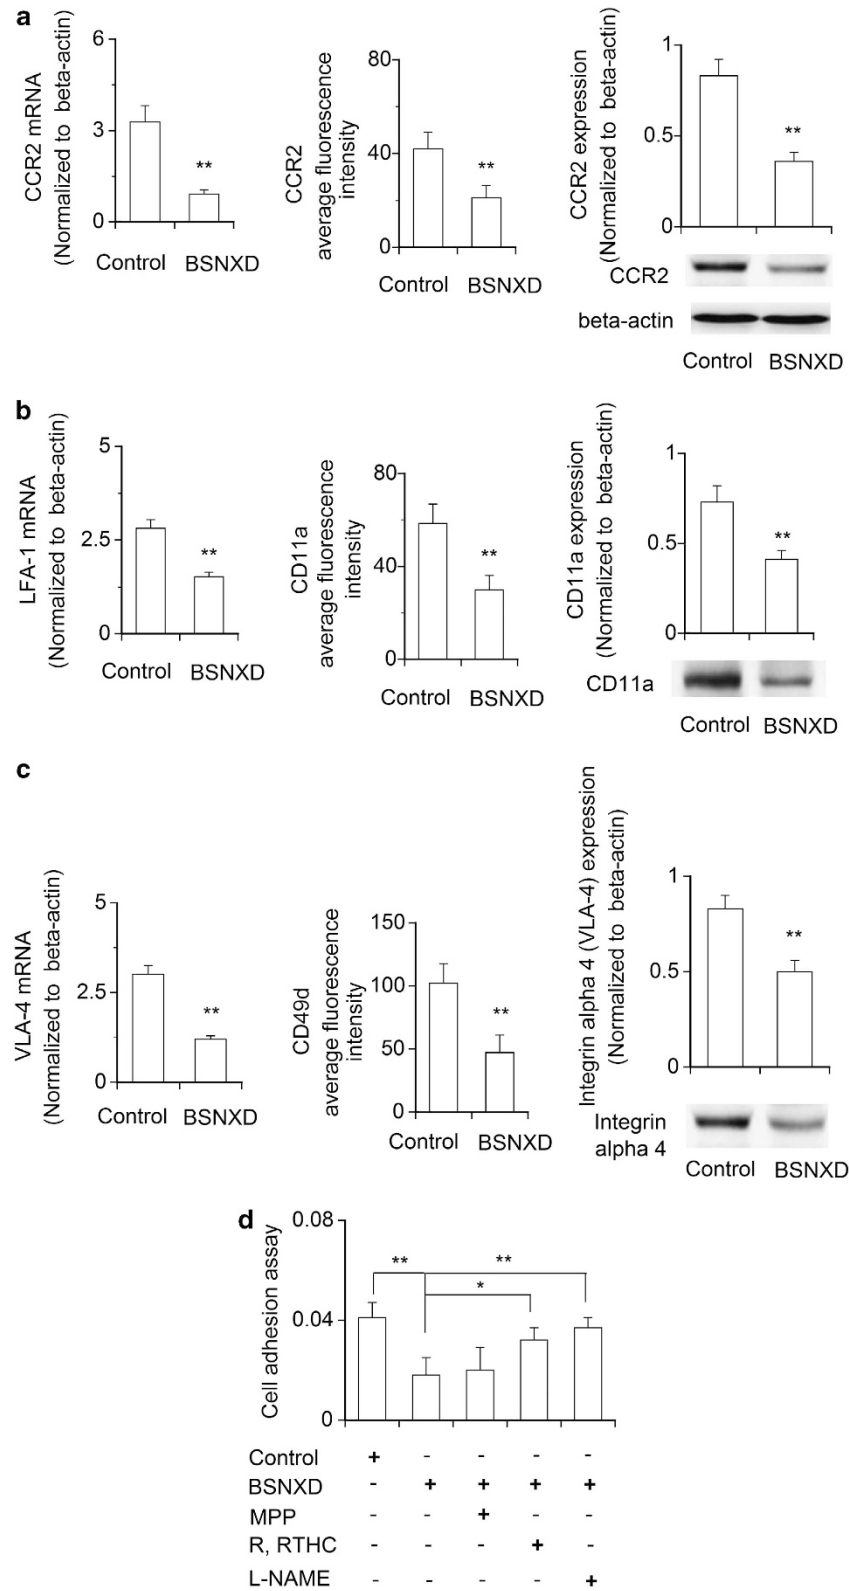 a
CCR2 mRNA
(Normalized to beta-actin)
6
3
0
**
Control BSNXD
CCR2
average fluorescence
intensity
80
40
0
**
Control BSNXD
CCR2 expression
(Normalized to beta-actin)
1
0.5
0
**
CCR2
beta-actin
Control BSNXD
b
LFA-1 mRNA
(Normalized to beta-actin)
5
2.5
0
**
Control BSNXD
CD11a
average fluorescence
intensity
80
40
0
**
Control BSNXD
CD11a expression
(Normalized to beta-actin)
1
0.5
0
**
CD11a
Control BSNXD
c
VLA-4 mRNA
(Normalized to beta-actin)
5
2.5
0
**
Control BSNXD
CD49d
average fluorescence
intensity
150
100
50
0
**
Control BSNXD
Integrin alpha 4 (VLA-4) expression
(Normalized to beta-actin)
1
0.5
0
**
Integrin
alpha 4
Control BSNXD
d
Cell adhesion assay
0.08
0.04
0
** **
*
Control + - - - -
BSNXD - + + + +
MPP - - + - -
R, RTHC - - - + -
L-NAME - - - - +